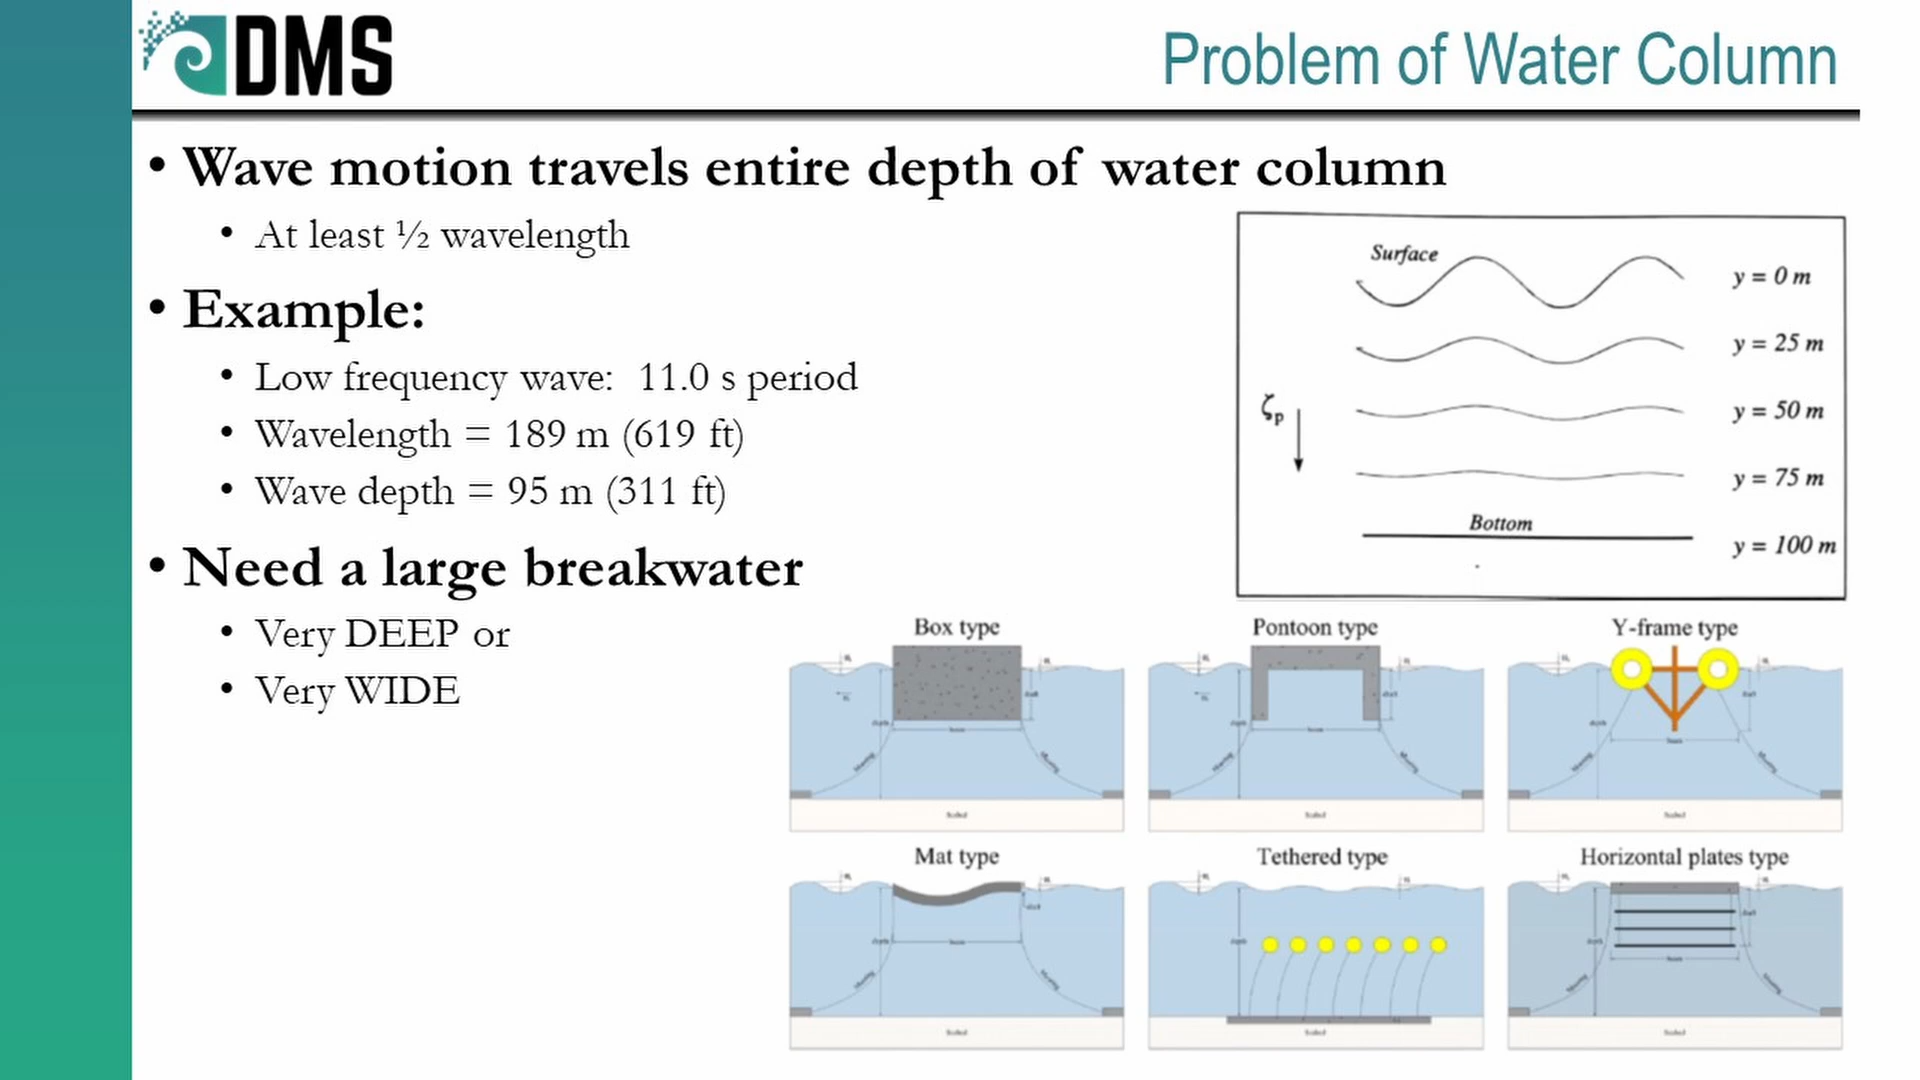 DMS
Problem of Water Column
• Wave motion travels entire depth of water column
• At least ½ wavelength
• Example:
• Low frequency wave: 11.0 s period
• Wavelength = 189 m (619 ft)
• Wave depth = 95 m (311 ft)
• Need a large breakwater
• Very DEEP or
• Very WIDE
Surface
y = 0 m
y = 25 m
ζp
y = 50 m
y = 75 m
Bottom
y = 100 m
Box type
Pontoon type
Y-frame type
Mat type
Tethered type
Horizontal plates type